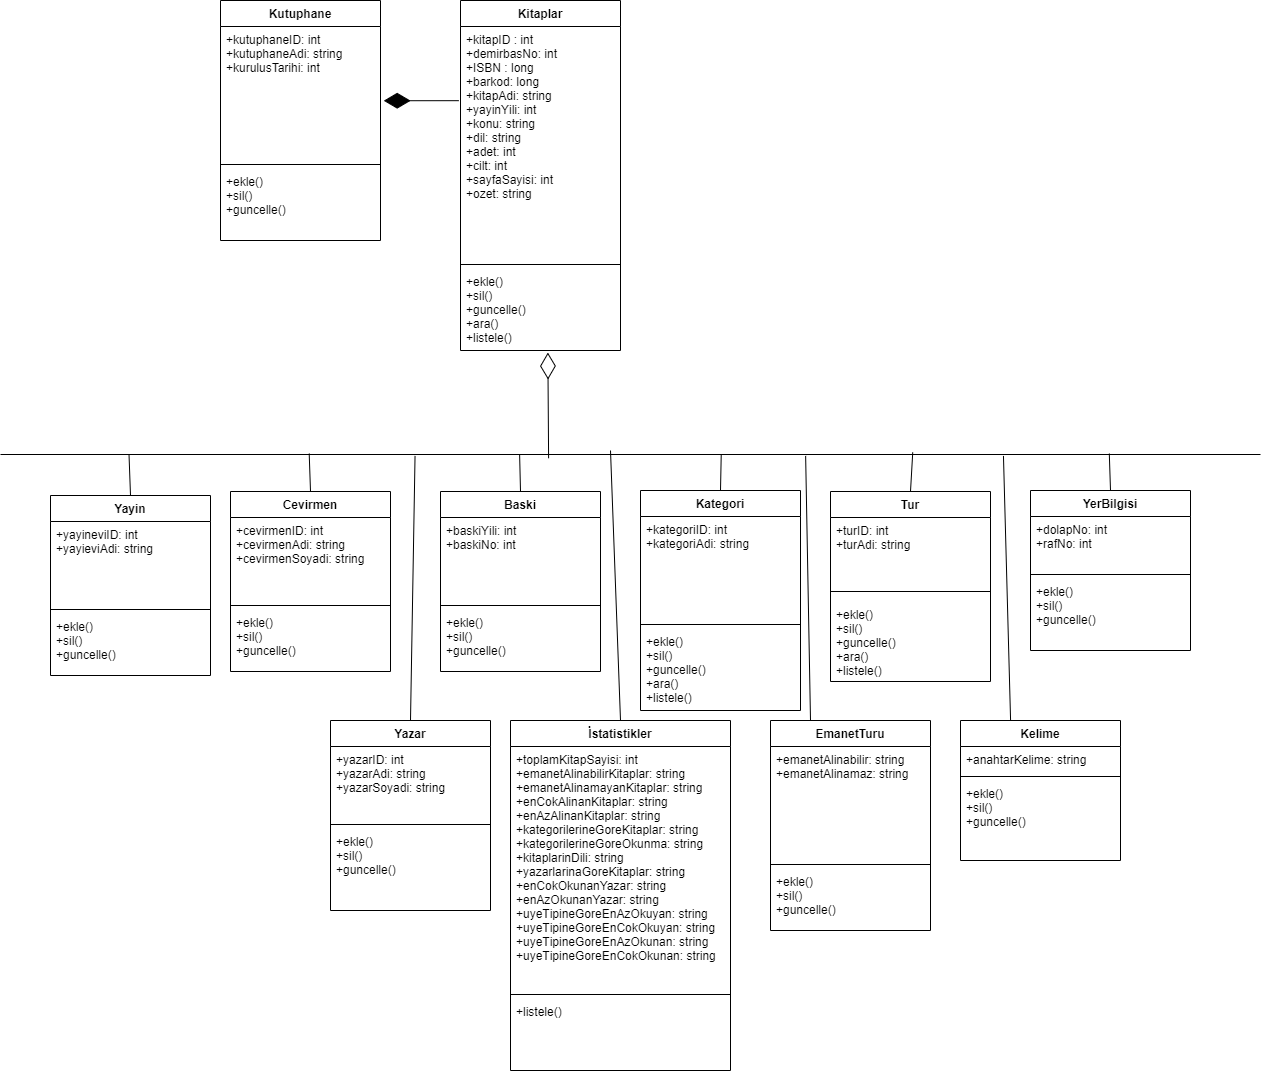 Kutuphane
+kutuphaneID: int
+kutuphaneAdi: string
+kurulusTarihi: int
+ekle()
+sil()
+guncelle()
Kitaplar
+kitapID : int
+demirbasNo: int
+ISBN : long
+barkod: long
+kitapAdi: string
+yayinYili: int
+konu: string
+dil: string
+adet: int
+cilt: int
+sayfaSayisi: int
+ozet: string
+ekle()
+sil()
+guncelle()
+ara()
+listele()
Yayin
+yayineviID: int
+yayieviAdi: string
+ekle()
+sil()
+guncelle()
Cevirmen
+cevirmenID: int
+cevirmenAdi: string
+cevirmenSoyadi: string
+ekle()
+sil()
+guncelle()
Baski
+baskiYili: int
+baskiNo: int
+ekle()
+sil()
+guncelle()
Kategori
+kategoriID: int
+kategoriAdi: string
+ekle()
+sil()
+guncelle()
+ara()
+listele()
Tur
+turID: int
+turAdi: string
+ekle()
+sil()
+guncelle()
+ara()
+listele()
YerBilgisi
+dolapNo: int
+rafNo: int
+ekle()
+sil()
+guncelle()
Yazar
+yazarID: int
+yazarAdi: string
+yazarSoyadi: string
+ekle()
+sil()
+guncelle()
İstatistikler
+toplamKitapSayisi: int
+emanetAlinabilirKitaplar: string
+emanetAlinamayanKitaplar: string
+enCokAlinanKitaplar: string
+enAzAlinanKitaplar: string
+kategorilerineGoreKitaplar: string
+kategorilerineGoreOkunma: string
+kitaplarinDili: string
+yazarlarinaGoreKitaplar: string
+enCokOkunanYazar: string
+enAzOkunanYazar: string
+uyeTipineGoreEnAzOkuyan: string
+uyeTipineGoreEnCokOkuyan: string
+uyeTipineGoreEnAzOkunan: string
+uyeTipineGoreEnCokOkunan: string
+listele()
EmanetTuru
+emanetAlinabilir: string
+emanetAlinamaz: string
+ekle()
+sil()
+guncelle()
Kelime
+anahtarKelime: string
+ekle()
+sil()
+guncelle()